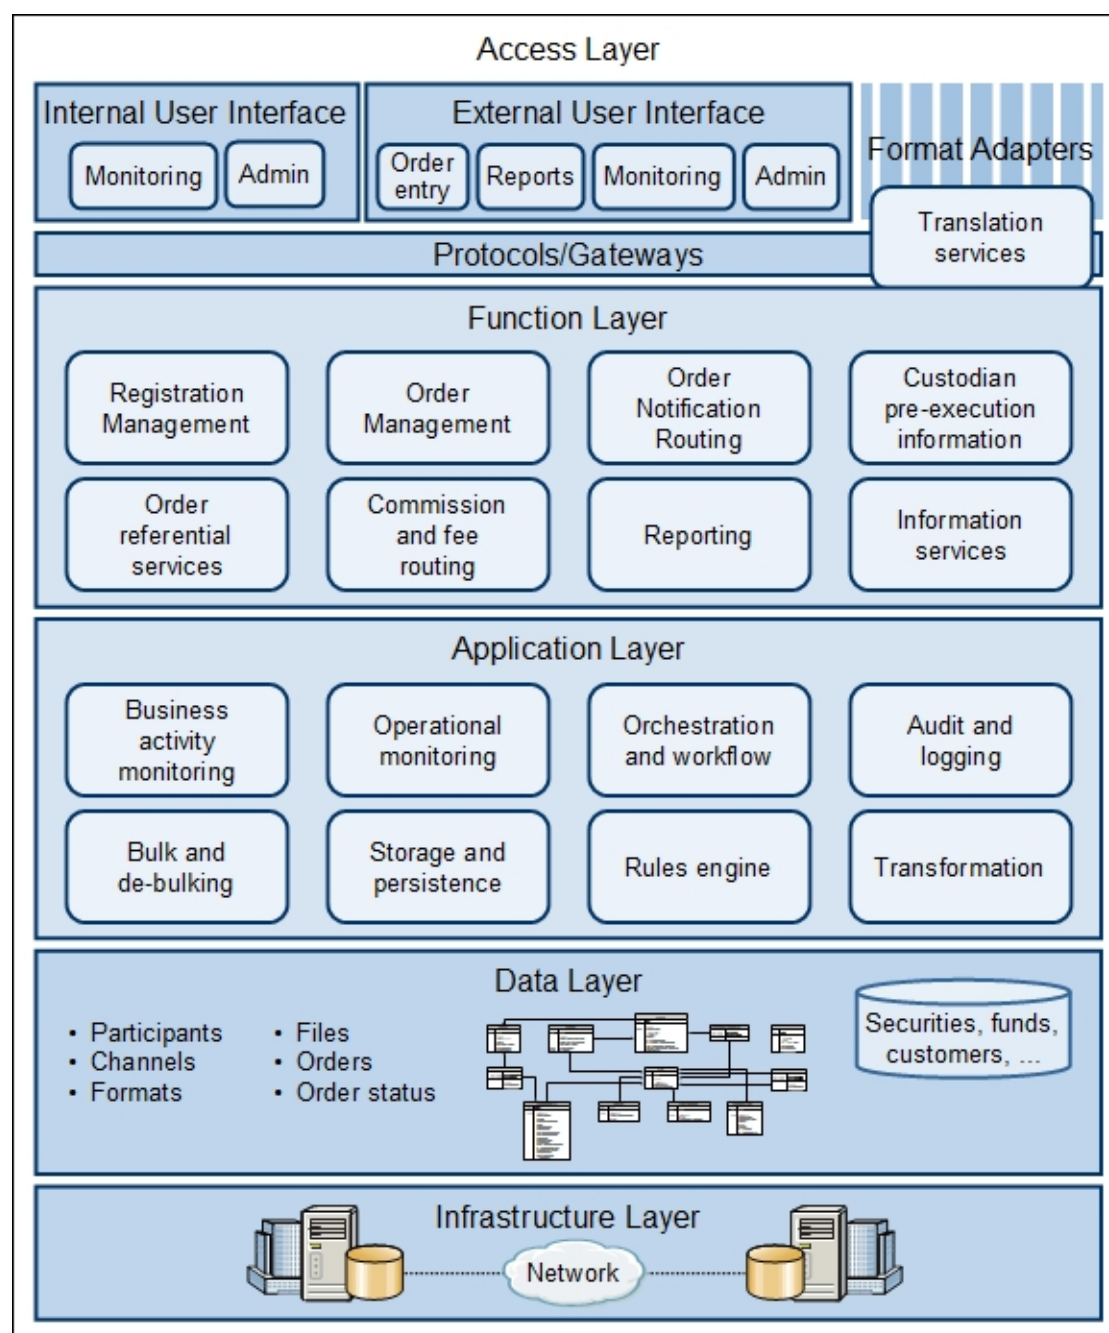 Access Layer
Internal User Interface
Monitoring
Admin
External User Interface
Order
entry
Reports
Monitoring
Admin
Format Adapters
Translation
services
Protocols/Gateways
Function Layer
Registration
Management
Order
Management
Order
Notification
Routing
Custodian
pre-execution
information
Order
referential
services
Commission
and fee
routing
Reporting
Information
services
Application Layer
Business
activity
monitoring
Operational
monitoring
Orchestration
and workflow
Audit and
logging
Bulk and
de-bulking
Storage and
persistence
Rules engine
Transformation
Data Layer
• Participants
• Channels
• Formats
• Files
• Orders
• Order status
Securities, funds,
customers, ...
Infrastructure Layer
Network